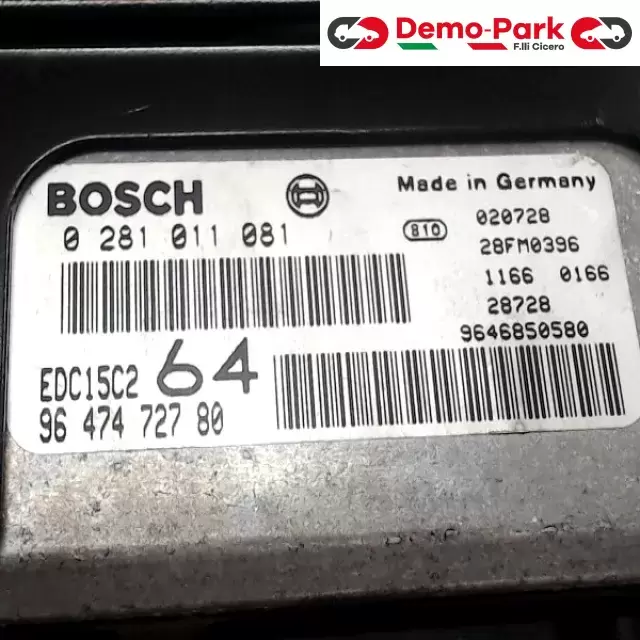 Demo-Park
F.lli Cicero
BOSCH
Made in Germany
0 281 011 081
810
020728
28FM0396
1166 0166
28728
9646850580
EDC15C2
64
96 474 727 80